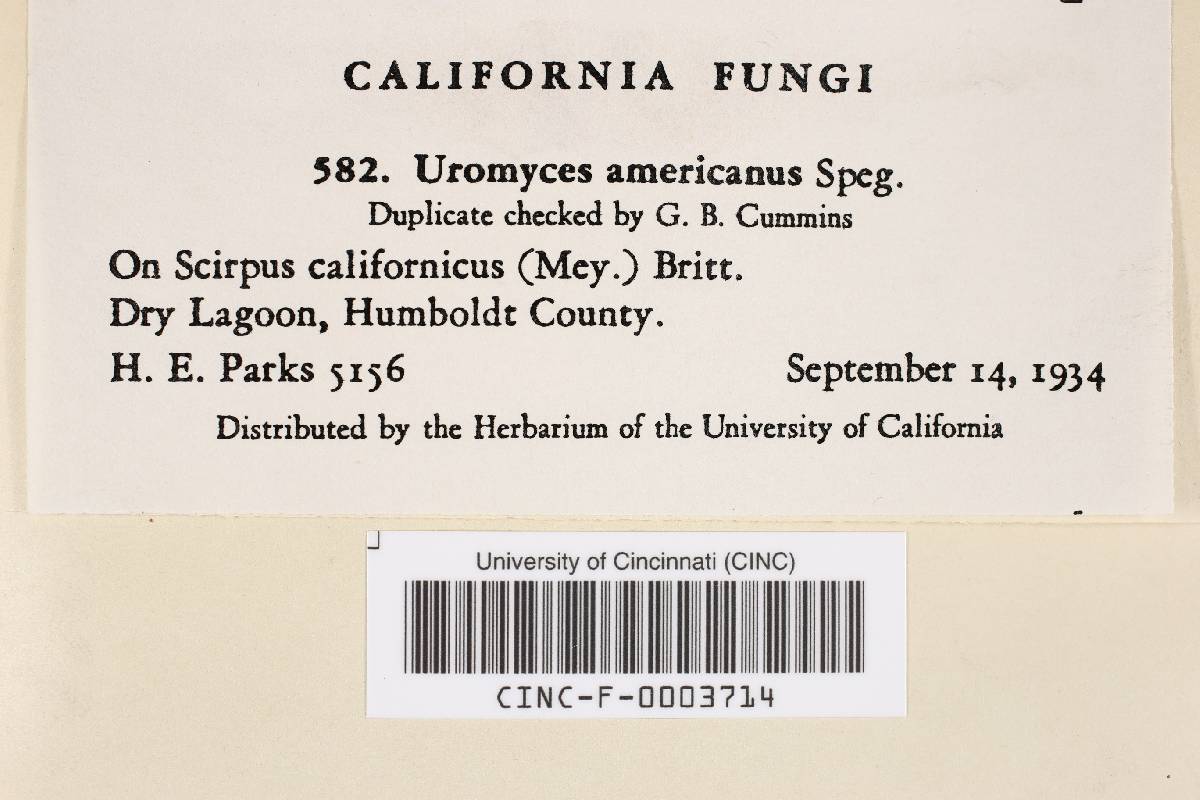 CALIFORNIA FUNGI
582. Uromyces americanus Speg.
Duplicate checked by G. B. Cummins
On Scirpus californicus (Mey.) Britt.
Dry Lagoon, Humboldt County.
H. E. Parks 5156 September 14, 1934
Distributed by the Herbarium of the University of California
University of Cincinnati (CINC)
CINC-F-0003714